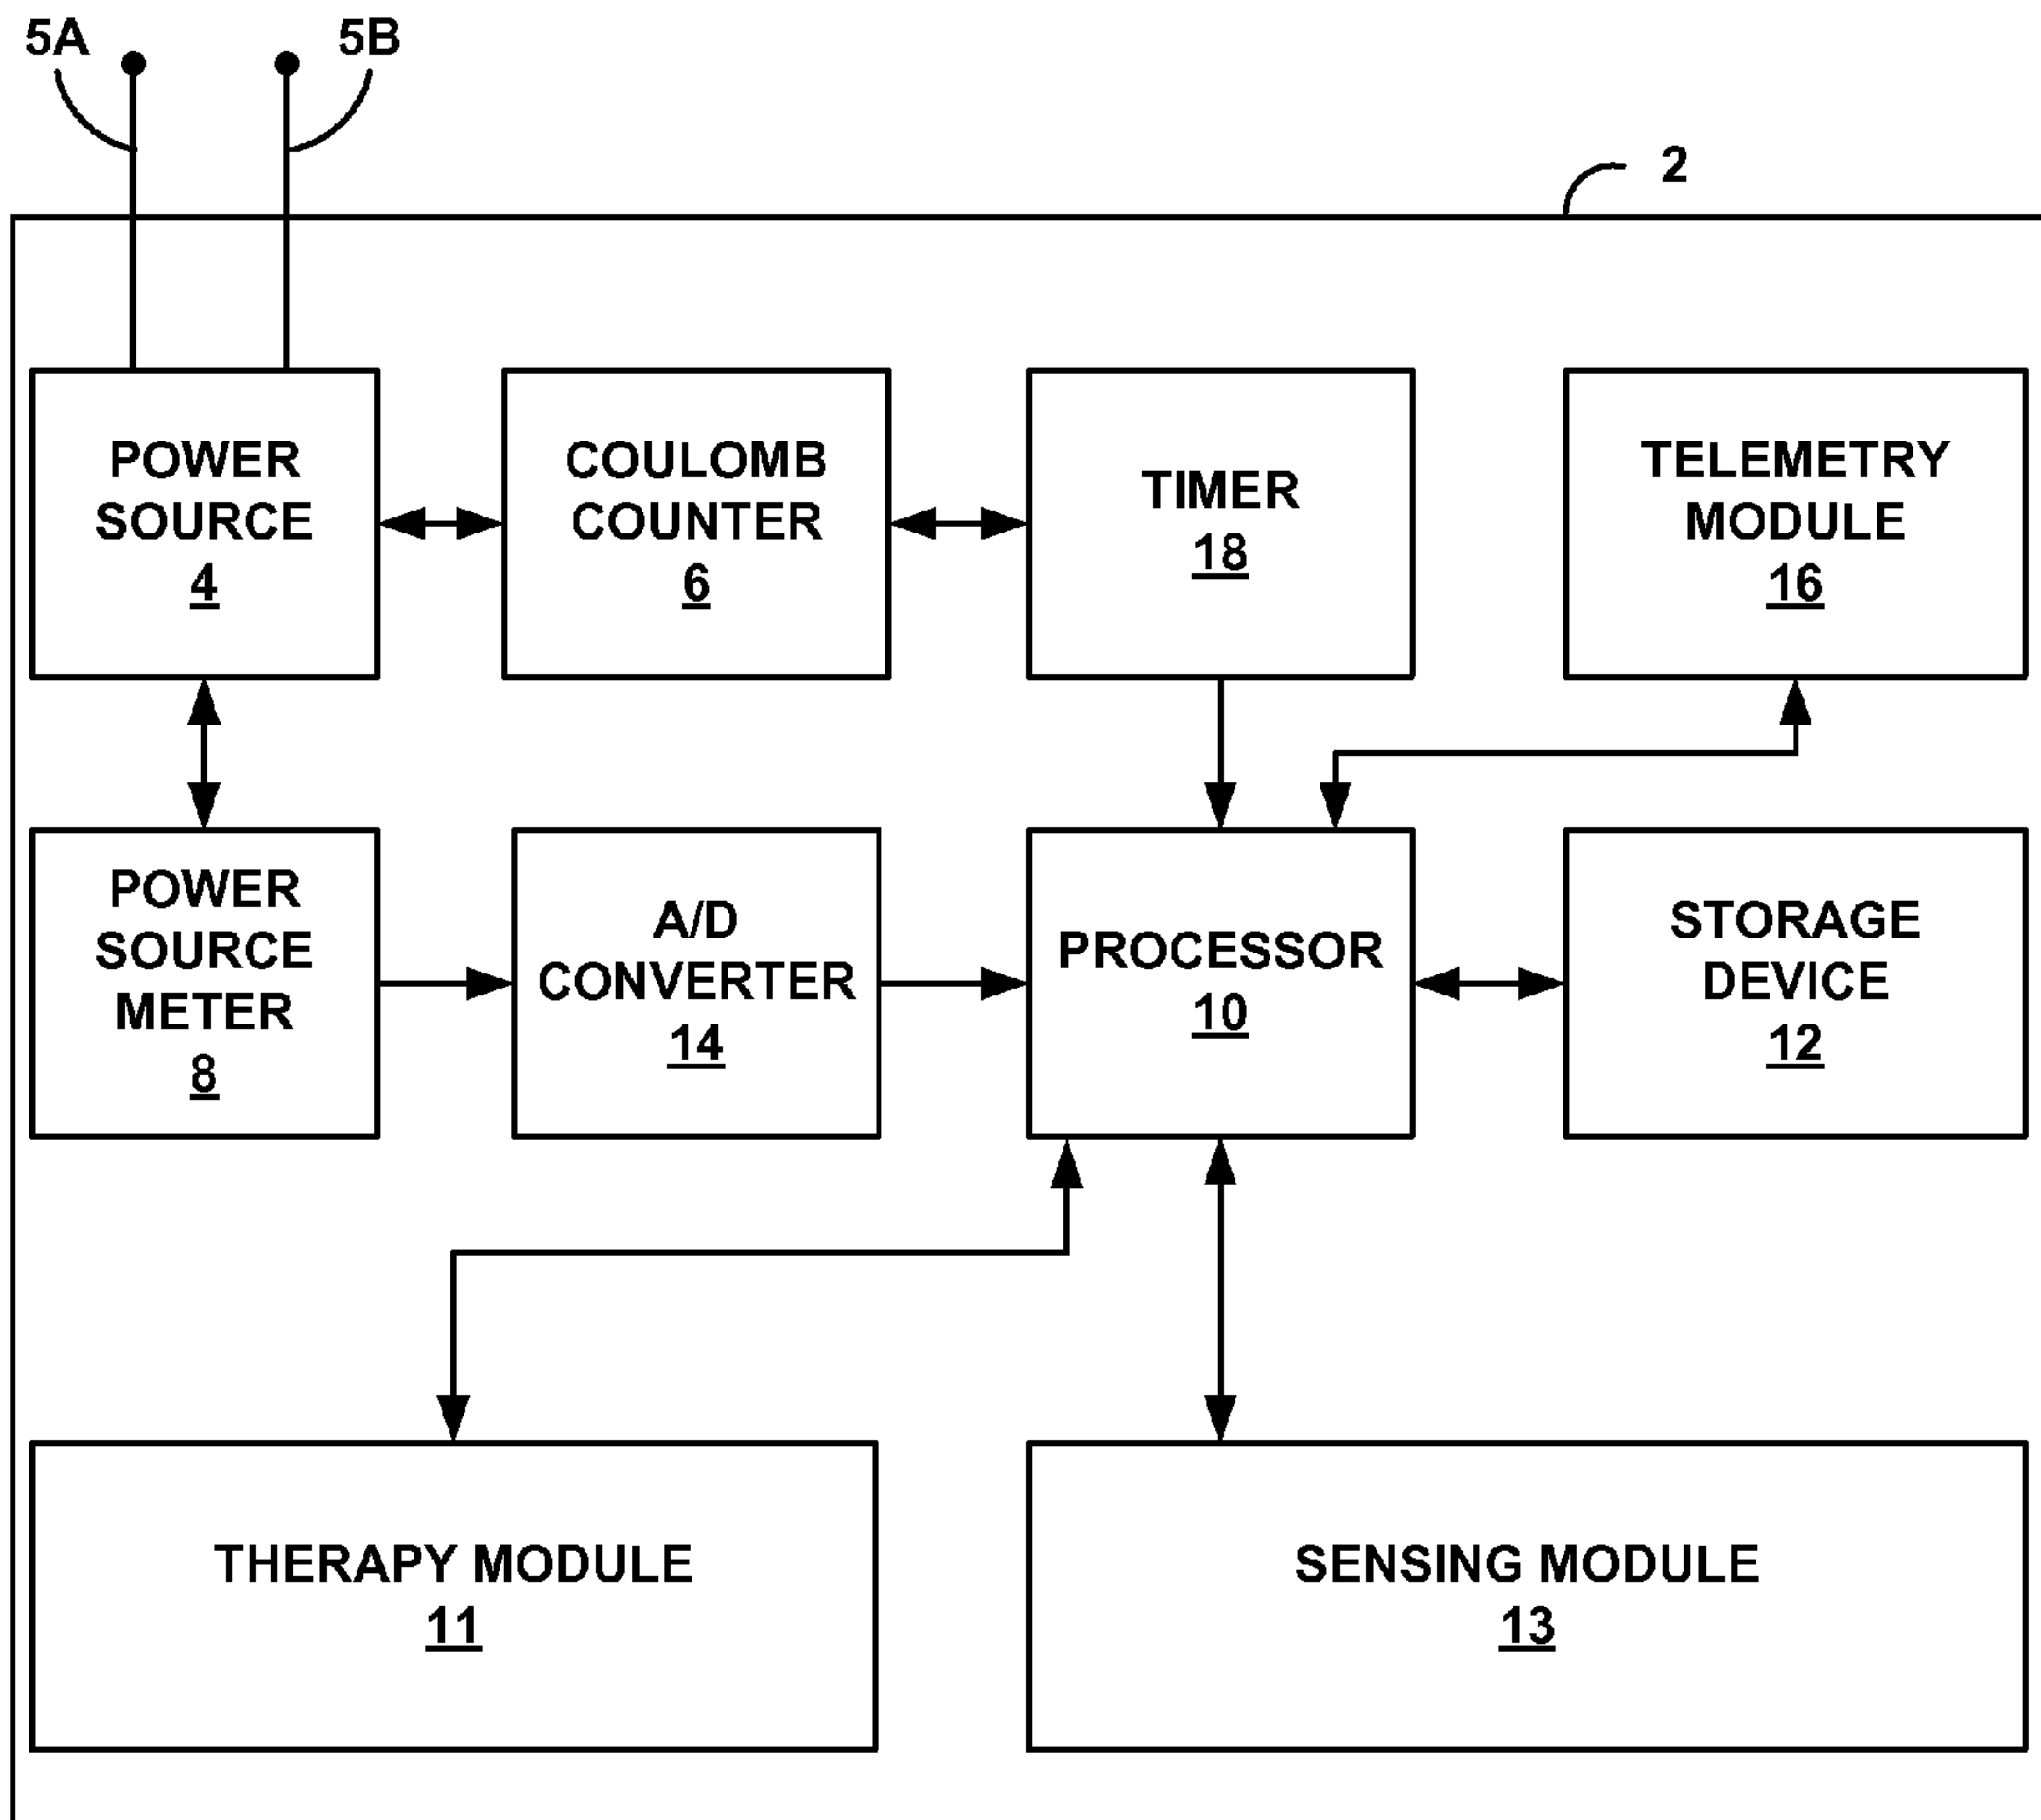 5A
5B
2
POWER
SOURCE
4
COULOMB
COUNTER
6
TIMER
18
TELEMETRY
MODULE
16
POWER
SOURCE
METER
8
A/D
CONVERTER
14
PROCESSOR
10
STORAGE
DEVICE
12
THERAPY MODULE
11
SENSING MODULE
13